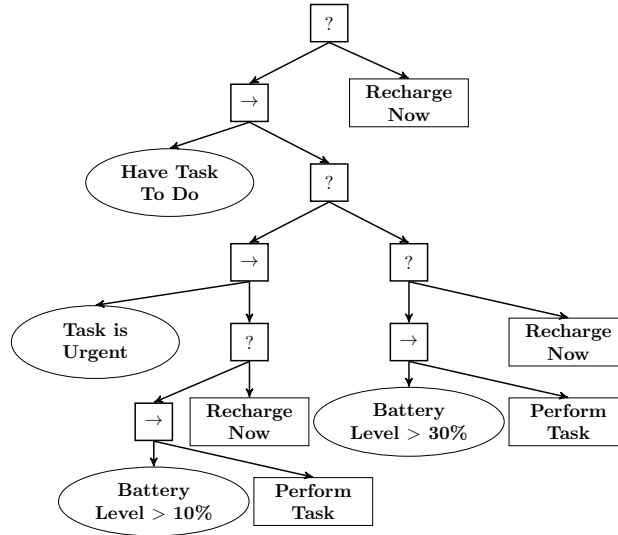 ?
→
Recharge
Now
Have Task
To Do
?
→
?
Task is
Urgent
?
→
Recharge
Now
→
Recharge
Now
Battery
Level > 30%
Perform
Task
Battery
Level > 10%
Perform
Task